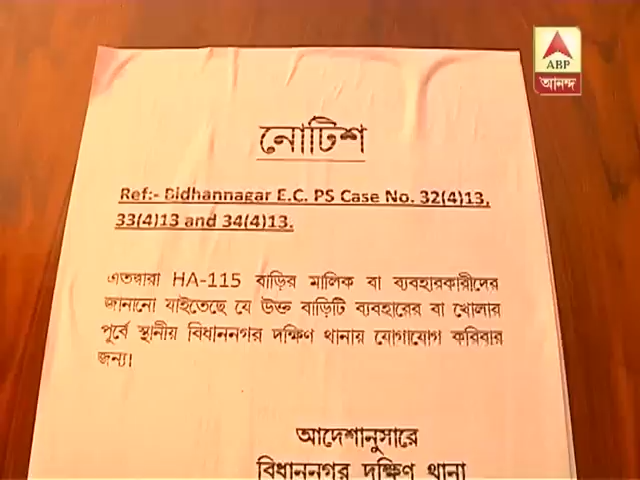 ABP
আনন্দ
নোটিশ
Ref:- Bidhannagar E.C. PS Case No. 32(4)13,
33(4)13 and 34(4)13.
এতদ্বারা HA-115 বাড়ির মালিক বা ব্যবহারকারীদের
জানানো যাইতেছে যে উক্ত বাড়িটি ব্যবহারের বা খোলার
পূর্বে স্থানীয় বিধাননগর দক্ষিণ থানায় যোগাযোগ করিবার
জন্য।
আদেশানুসারে
বিধাননগর দক্ষিণ থানা